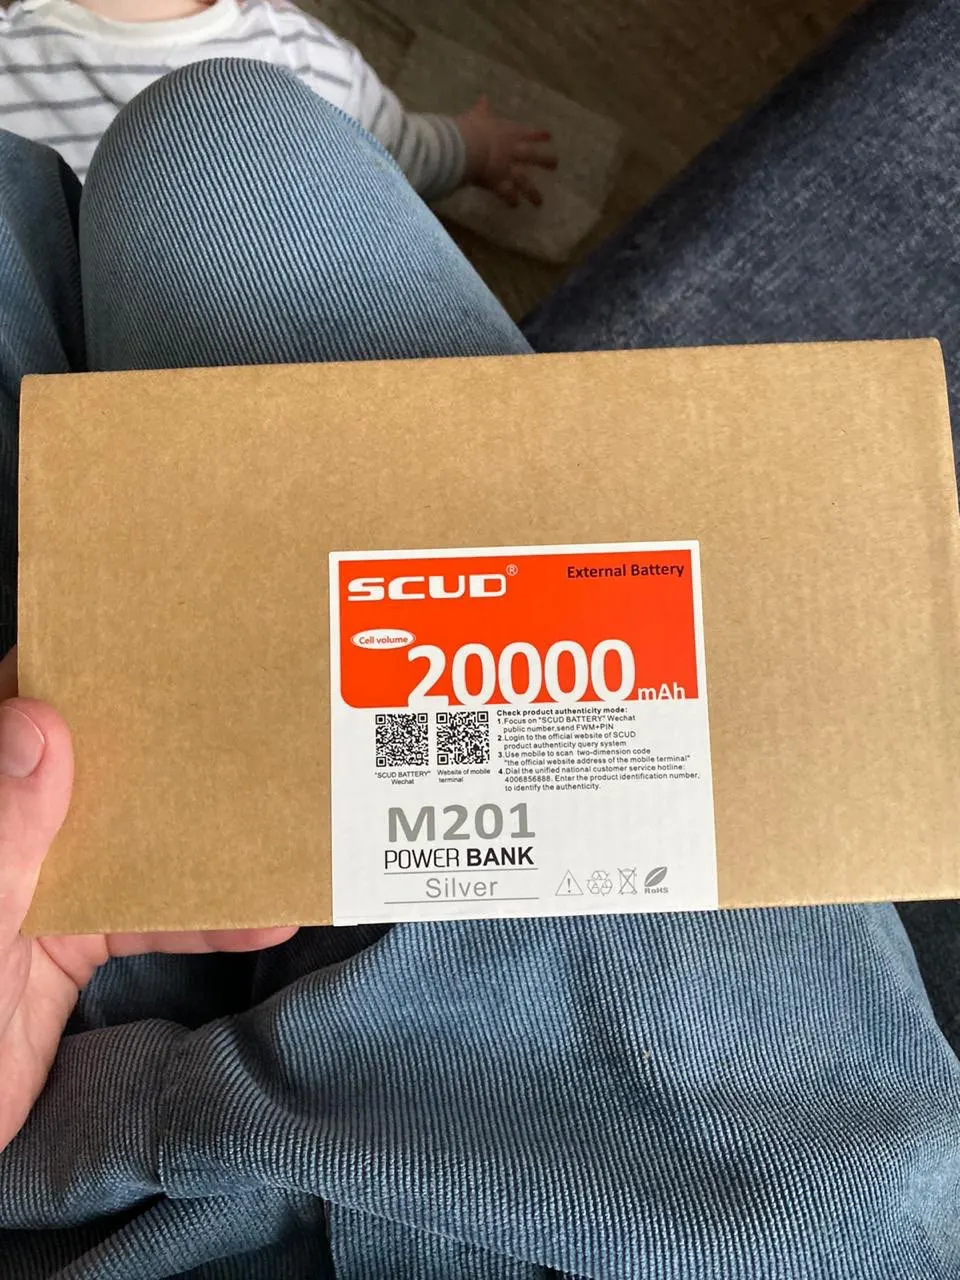 SCUD®
External Battery
Cell volume
20000mAh
Check product authenticity mode:
1.Focus on "SCUD BATTERY" Wechat
public number,send FWM+PIN
2.Login to the official website of SCUD
product authenticity query system
3.Use mobile to scan two-dimension code
"the official website address of the mobile terminal"
4.Dial the unified national customer service hotline:
4006856888. Enter the product identification number,
to identify the authenticity.
"SCUD BATTERY"
Wechat
Website of mobile
terminal
M201
POWER BANK
Silver
RoHS